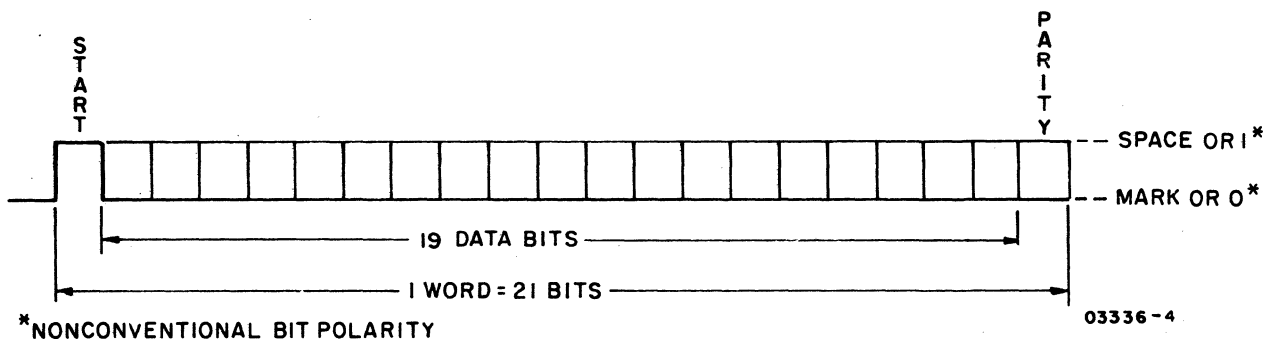 START
PARITY
SPACE OR 1*
MARK OR 0*
19 DATA BITS
1 WORD = 21 BITS
*NONCONVENTIONAL BIT POLARITY
03336-4